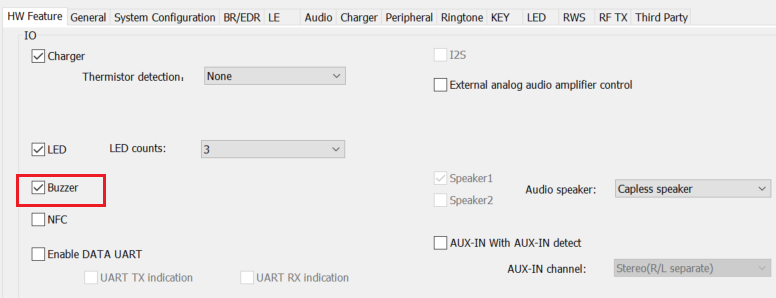 HW Feature General System Configuration BR/EDR LE Audio Charger Peripheral Ringtone KEY LED RWS RF TX Third Party
IO
Charger
I2S
Thermistor detection: None
External analog audio amplifier control
LED LED counts: 3
Buzzer
Speaker1
Audio speaker: Capless speaker
Speaker2
NFC
AUX-IN With AUX-IN detect
Enable DATA UART
AUX-IN channel: Stereo(R/L separate)
UART TX indication UART RX indication